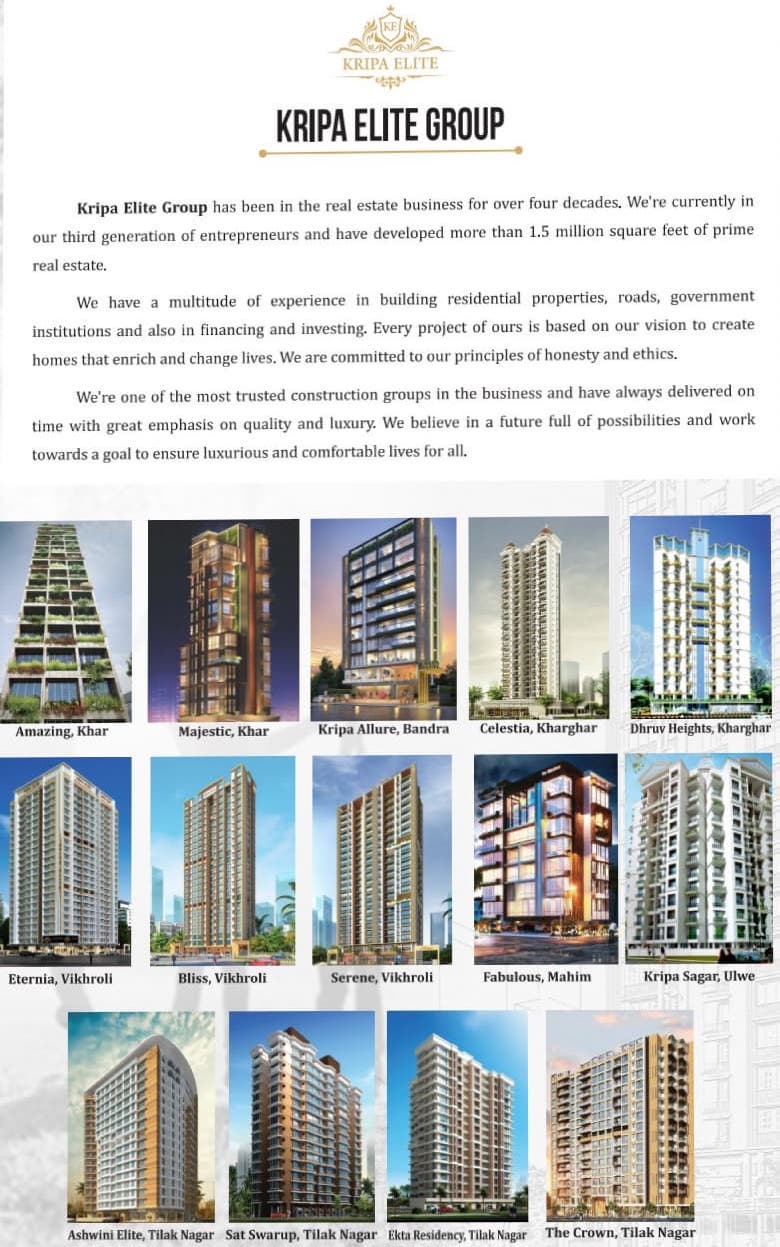 KE
KRIPA ELITE
KRIPA ELITE GROUP
Kripa Elite Group has been in the real estate business for over four decades. We're currently in
our third generation of entrepreneurs and have developed more than 1.5 million square feet of prime
real estate.
We have a multitude of experience in building residential properties, roads, government
institutions and also in financing and investing. Every project of ours is based on our vision to create
homes that enrich and change lives. We are committed to our principles of honesty and ethics.
We're one of the most trusted construction groups in the business and have always delivered on
time with great emphasis on quality and luxury. We believe in a future full of possibilities and work
towards a goal to ensure luxurious and comfortable lives for all.
Amazing, Khar
Majestic, Khar
Kripa Allure, Bandra
Celestia, Kharghar
Dhruv Heights, Kharghar
Eternia, Vikhroli
Bliss, Vikhroli
Serene, Vikhroli
Fabulous, Mahim
Kripa Sagar, Ulwe
Ashwini Elite, Tilak Nagar
Sat Swarup, Tilak Nagar
Ekta Residency, Tilak Nagar
The Crown, Tilak Nagar